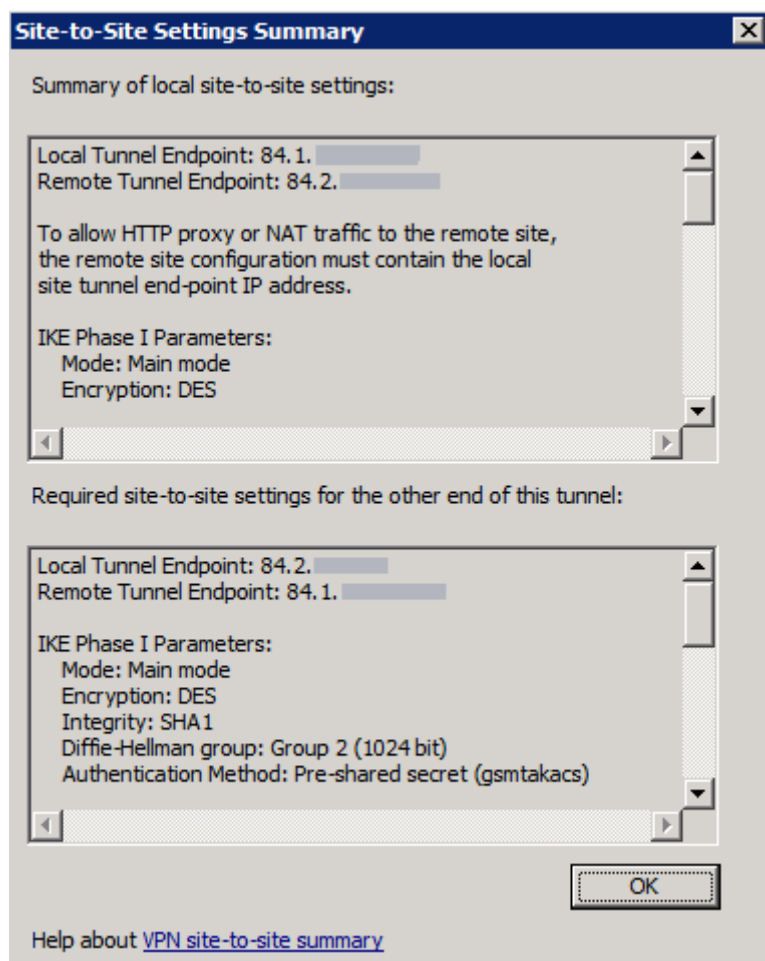 Site-to-Site Settings Summary
Summary of local site-to-site settings:
Local Tunnel Endpoint: 84.1.
Remote Tunnel Endpoint: 84.2.
To allow HTTP proxy or NAT traffic to the remote site,
the remote site configuration must contain the local
site tunnel end-point IP address.
IKE Phase I Parameters:
Mode: Main mode
Encryption: DES
Required site-to-site settings for the other end of this tunnel:
Local Tunnel Endpoint: 84.2.
Remote Tunnel Endpoint: 84.1.
IKE Phase I Parameters:
Mode: Main mode
Encryption: DES
Integrity: SHA1
Diffie-Hellman group: Group 2 (1024 bit)
Authentication Method: Pre-shared secret (gsmtakacs)
OK
Help about VPN site-to-site summary